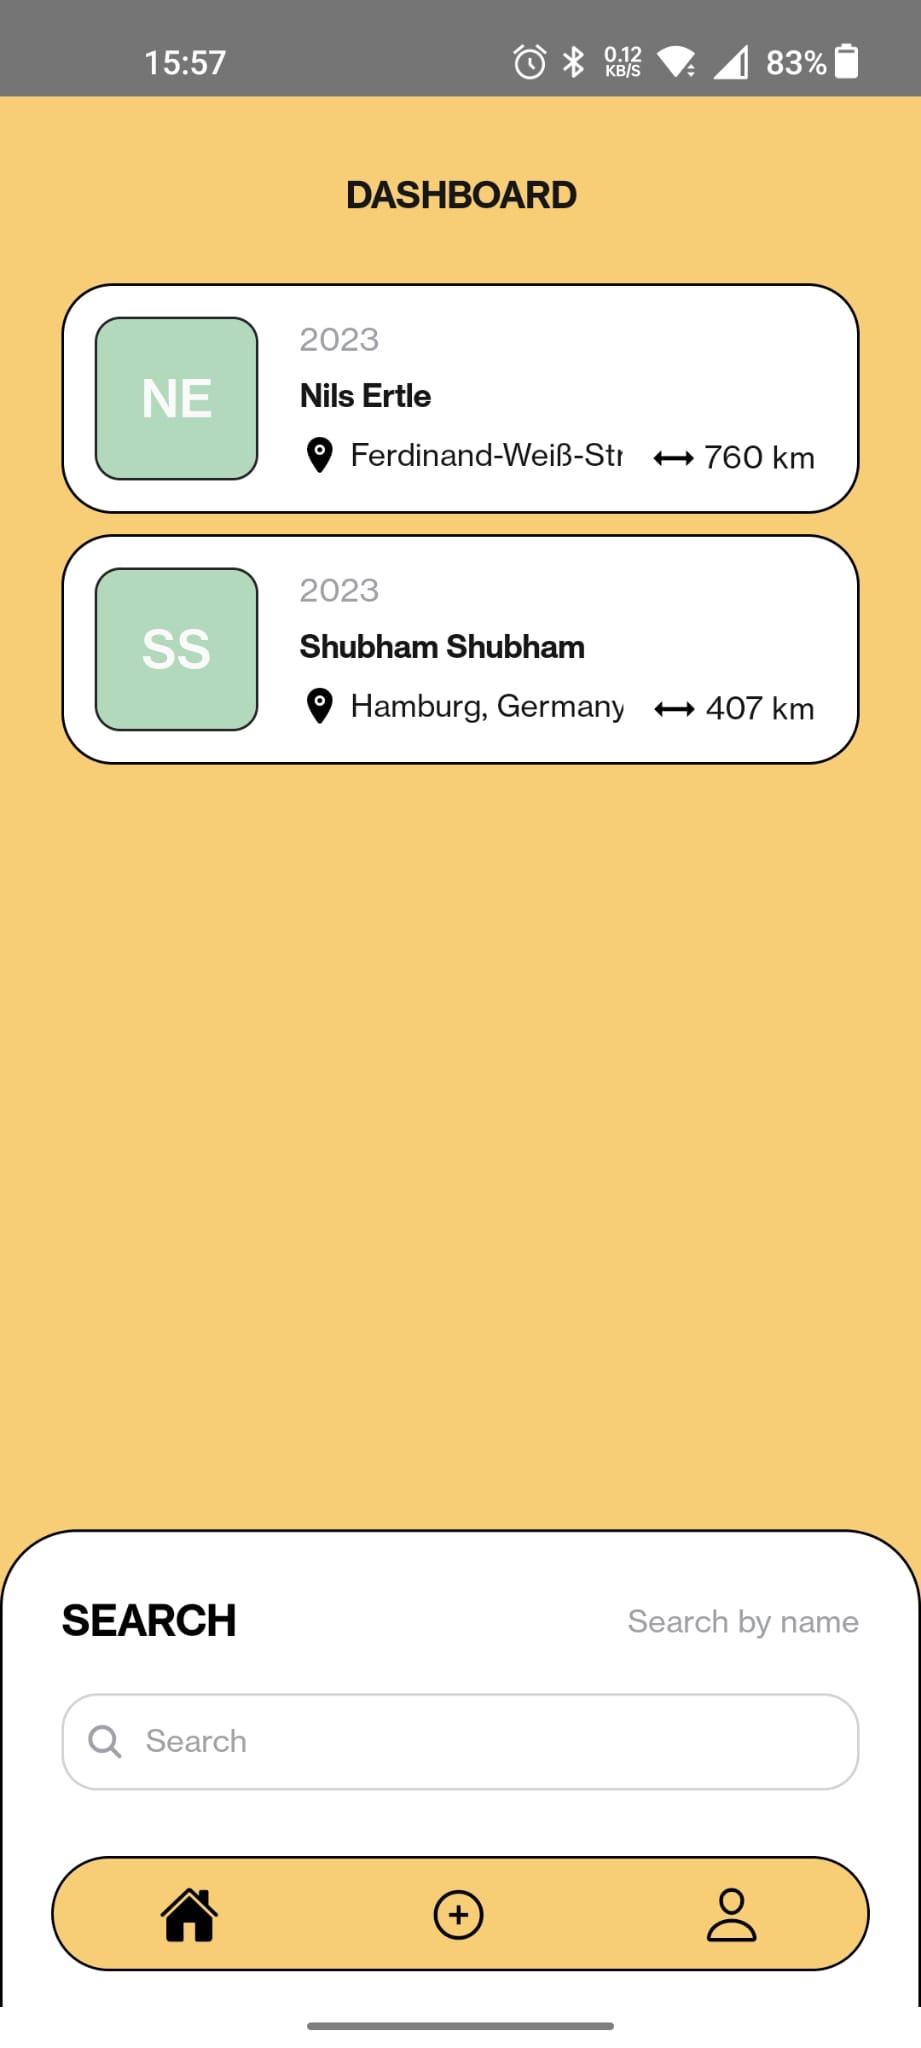 15:57
0.12
KB/S
83%
DASHBOARD
NE
2023
Nils Ertle
Ferdinand-Weiß-Str
760 km
SS
2023
Shubham Shubham
Hamburg, Germany
407 km
SEARCH
Search by name
Search